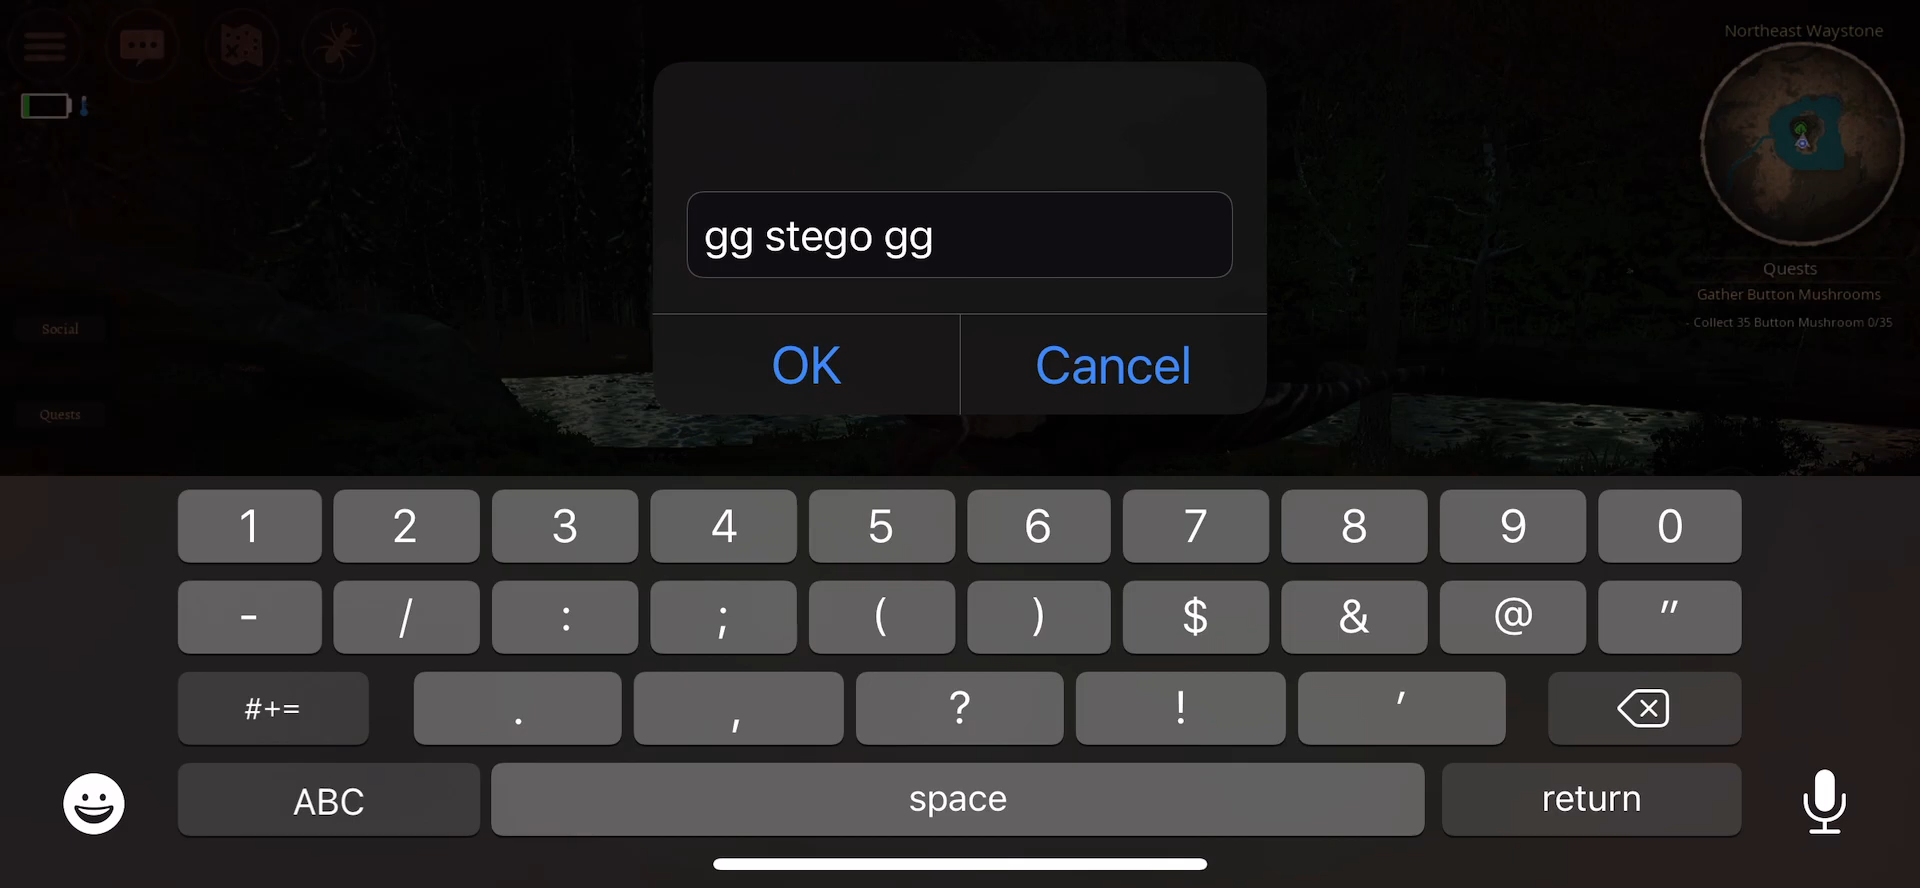 Northeast Waystone
gg stego gg
OK
Cancel
Quests
Gather Button Mushrooms
- Collect 35 Button Mushroom 0/35
Social
Quests
1 2 3 4 5 6 7 8 9 0
- / : ; ( ) $ & @ "
#+= . , ? ! '
ABC space return